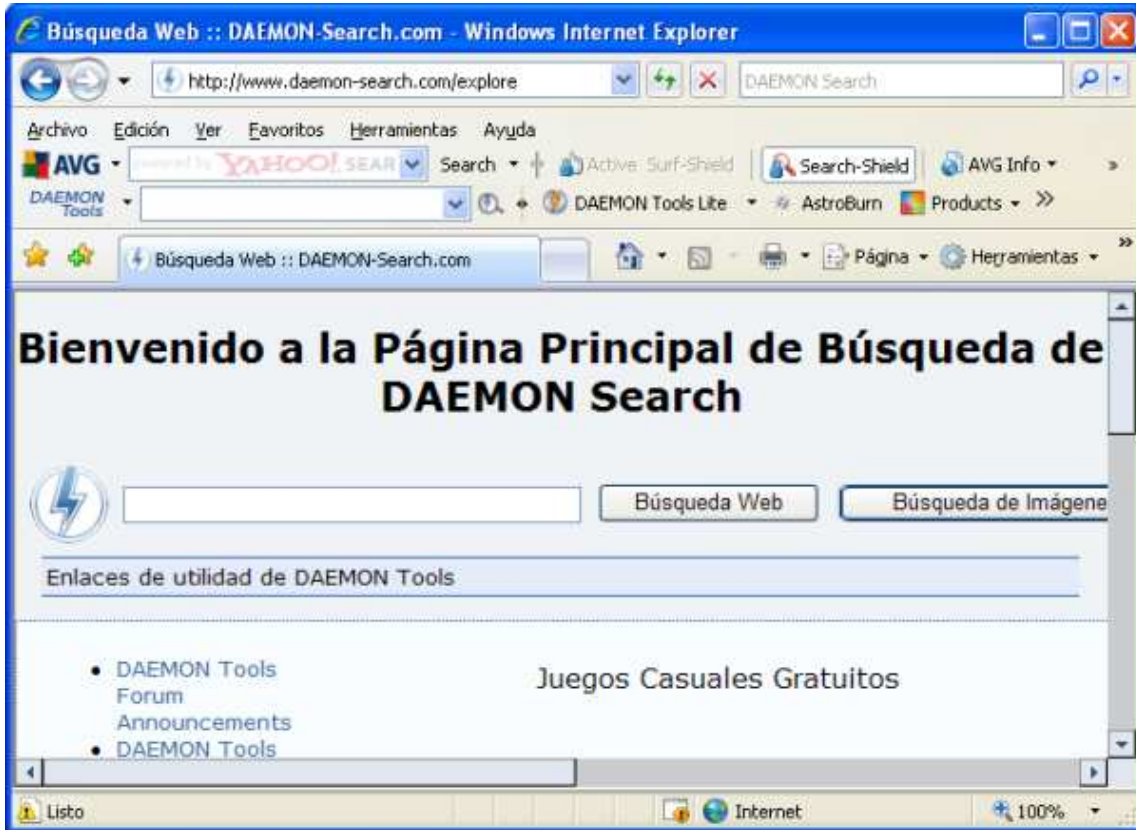 Búsqueda Web :: DAEMON-Search.com - Windows Internet Explorer
http://www.daemon-search.com/explore DAEMON Search
Archivo Edición Ver Favoritos Herramientas Ayuda
AVG YAHOO! SEAR Search Active Surf-Shield Search-Shield AVG Info
DAEMON Tools DAEMON Tools Lite AstroBurn Products
Búsqueda Web :: DAEMON-Search.com Página Herramientas
Bienvenido a la Página Principal de Búsqueda de
DAEMON Search
Búsqueda Web Búsqueda de Imágene
Enlaces de utilidad de DAEMON Tools
DAEMON Tools
Forum
Announcements
DAEMON Tools
Juegos Casuales Gratuitos
Listo Internet 100%